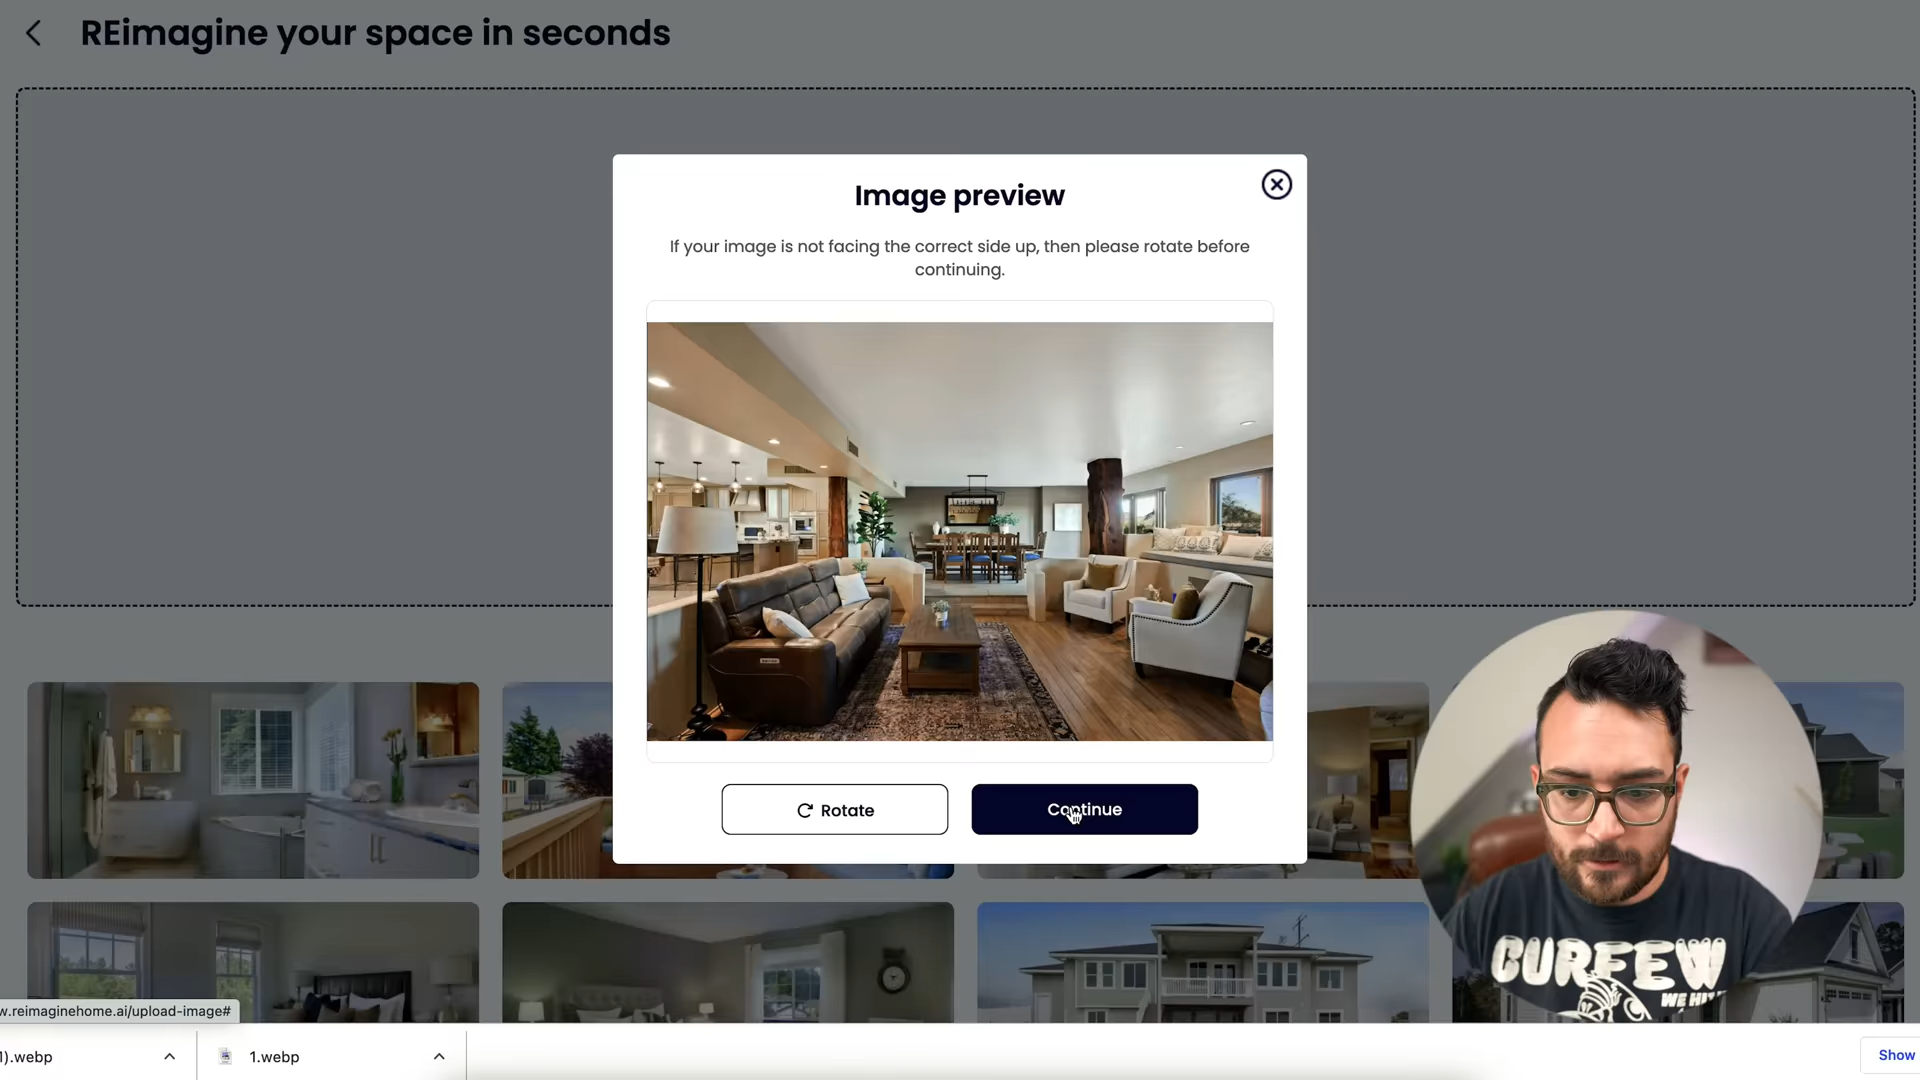 REimagine your space in seconds
Image preview
If your image is not facing the correct side up, then please rotate before
continuing.
Rotate
Continue
CURFEW
w.reimaginehome.ai/upload-image#
1).webp
1.webp
Show